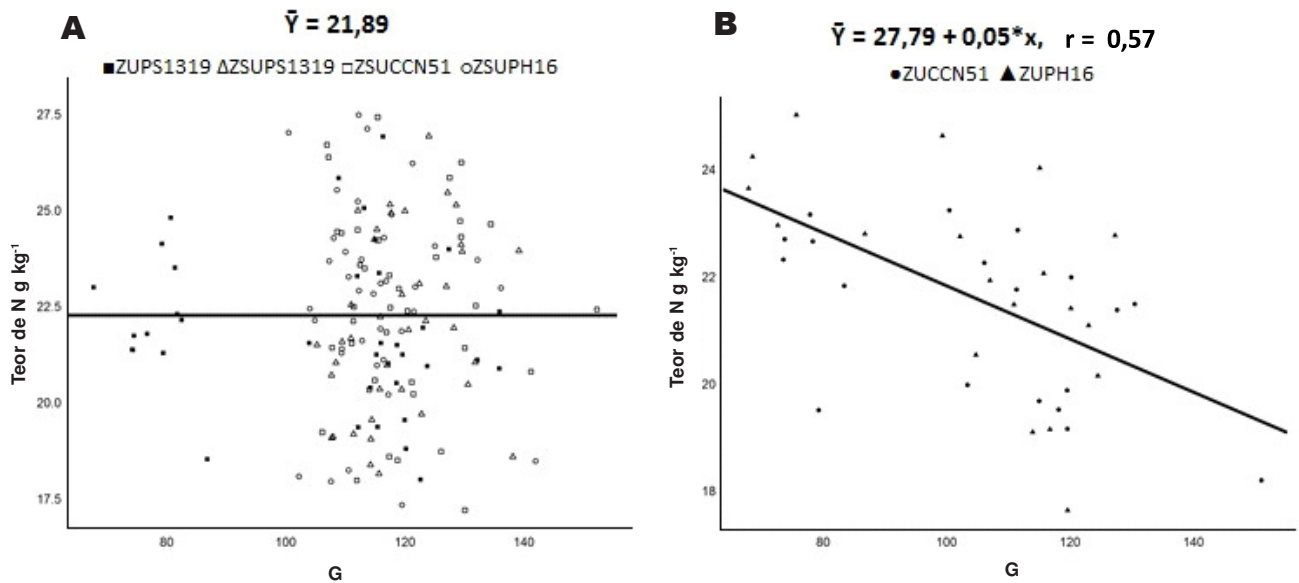 A
Ȳ = 21,89
■ZUPS1319 ΔZSUPS1319 □ZSUCCN51 ○ZSUPH16
27.5
25.0
22.5
20.0
17.5
Teor de N g kg⁻¹
80 100 120 140
G
B
Ȳ = 27,79 + 0,05*x, r = 0,57
●ZUCCN51 ▲ZUPH16
24
22
20
18
Teor de N g kg⁻¹
80 100 120 140
G